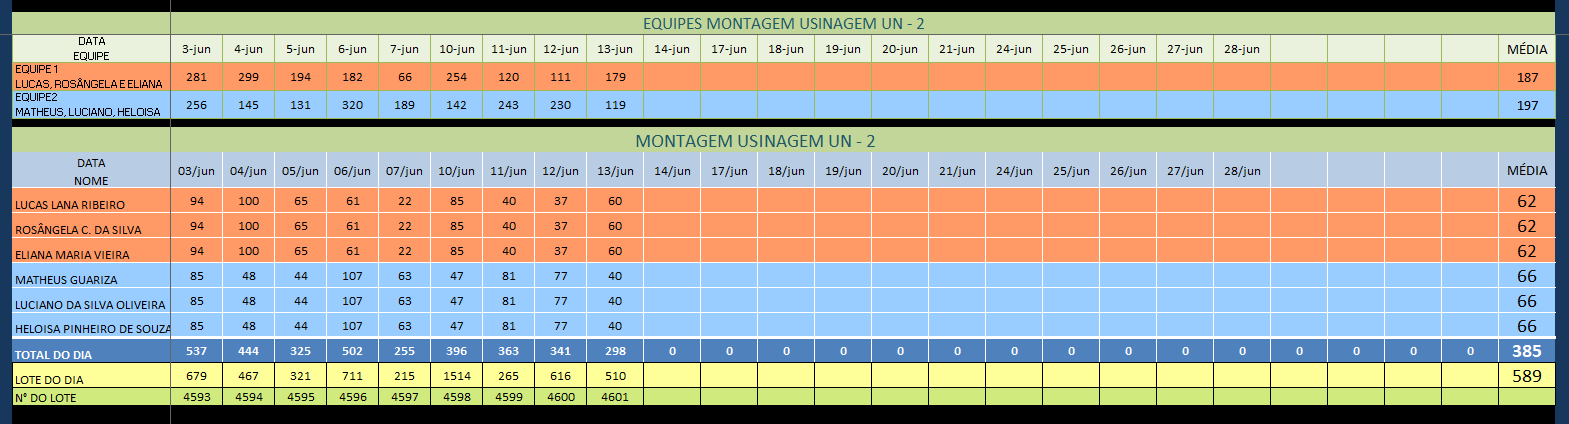 EQUIPES MONTAGEM USINAGEM UN - 2
DATA
EQUIPE 3-jun 4-jun 5-jun 6-jun 7-jun 10-jun 11-jun 12-jun 13-jun 14-jun 17-jun 18-jun 19-jun 20-jun 21-jun 24-jun 25-jun 26-jun 27-jun 28-jun MÉDIA
EQUIPE 1
LUCAS, ROSÂNGELA E ELIANA 281 299 194 182 66 254 120 111 179 187
EQUIPE2
MATHEUS, LUCIANO, HELOISA 256 145 131 320 189 142 243 230 119 197
MONTAGEM USINAGEM UN - 2
DATA
NOME 03/jun 04/jun 05/jun 06/jun 07/jun 10/jun 11/jun 12/jun 13/jun 14/jun 17/jun 18/jun 19/jun 20/jun 21/jun 24/jun 25/jun 26/jun 27/jun 28/jun MÉDIA
LUCAS LANA RIBEIRO 94 100 65 61 22 85 40 37 60 62
ROSÂNGELA C. DA SILVA 94 100 65 61 22 85 40 37 60 62
ELIANA MARIA VIEIRA 94 100 65 61 22 85 40 37 60 62
MATHEUS GUARIZA 85 48 44 107 63 47 81 77 40 66
LUCIANO DA SILVA OLIVEIRA 85 48 44 107 63 47 81 77 40 66
HELOISA PINHEIRO DE SOUZA 85 48 44 107 63 47 81 77 40 66
TOTAL DO DIA 537 444 325 502 255 396 363 341 298 0 0 0 0 0 0 0 0 0 0 0 0 0 0 0 385
LOTE DO DIA 679 467 321 711 215 1514 265 616 510 589
N° DO LOTE 4593 4594 4595 4596 4597 4598 4599 4600 4601